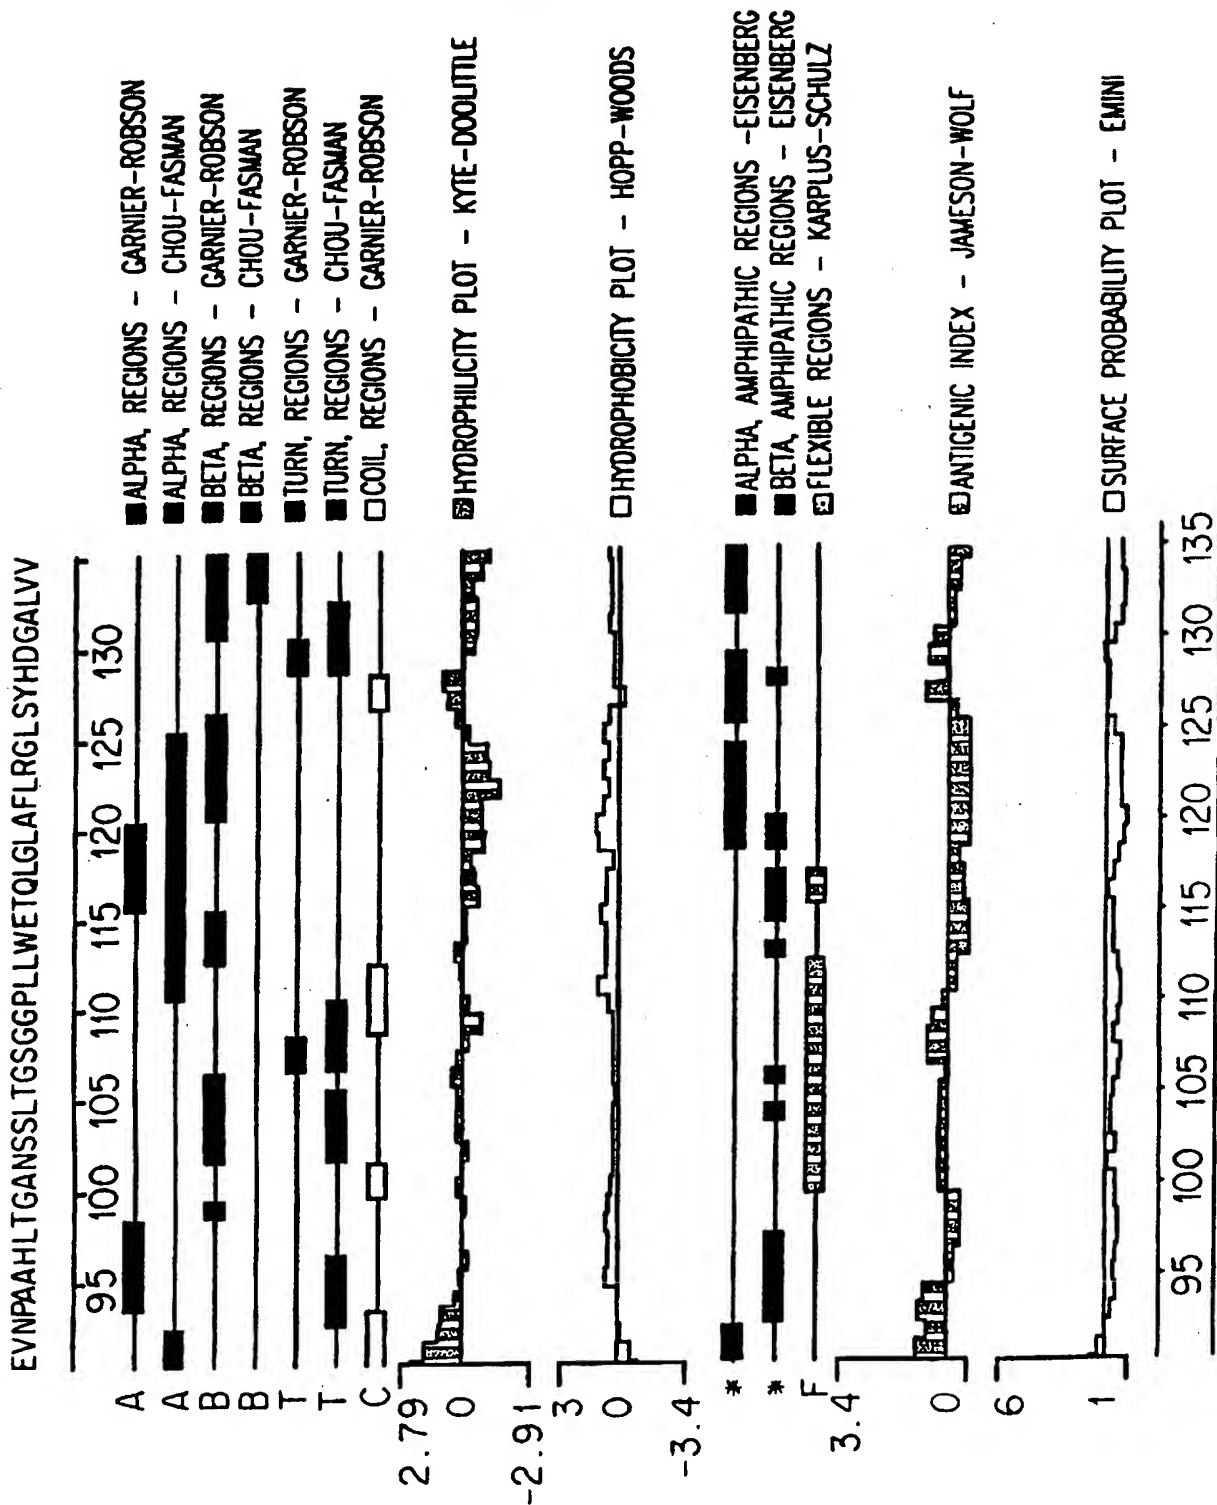 EVNPAAHLTGANSSLTGSGGPLLWETQLGLAFLRGLSYHDGALVV
95 100 105 110 115 120 125 130
A ■ALPHA, REGIONS - GARNIER-ROBSON
A ■ALPHA, REGIONS - CHOU-FASMAN
B ■BETA, REGIONS - GARNIER-ROBSON
B ■BETA, REGIONS - CHOU-FASMAN
T ■TURN, REGIONS - GARNIER-ROBSON
T ■TURN, REGIONS - CHOU-FASMAN
C □COIL, REGIONS - GARNIER-ROBSON
2.79
0 HYDROPHILICITY PLOT - KYTE-DOOLITTLE
-2.91
3
0 □HYDROPHOBICITY PLOT - HOPP-WOODS
-3.4
* ■ALPHA, AMPHIPATHIC REGIONS -EISENBERG
* ■BETA, AMPHIPATHIC REGIONS - EISENBERG
F FLEXIBLE REGIONS - KARPLUS-SCHULZ
3.4
0 ANTIGENIC INDEX - JAMESON-WOLF
6
1 □SURFACE PROBABILITY PLOT - EMINI
95 100 105 110 115 120 125 130 135